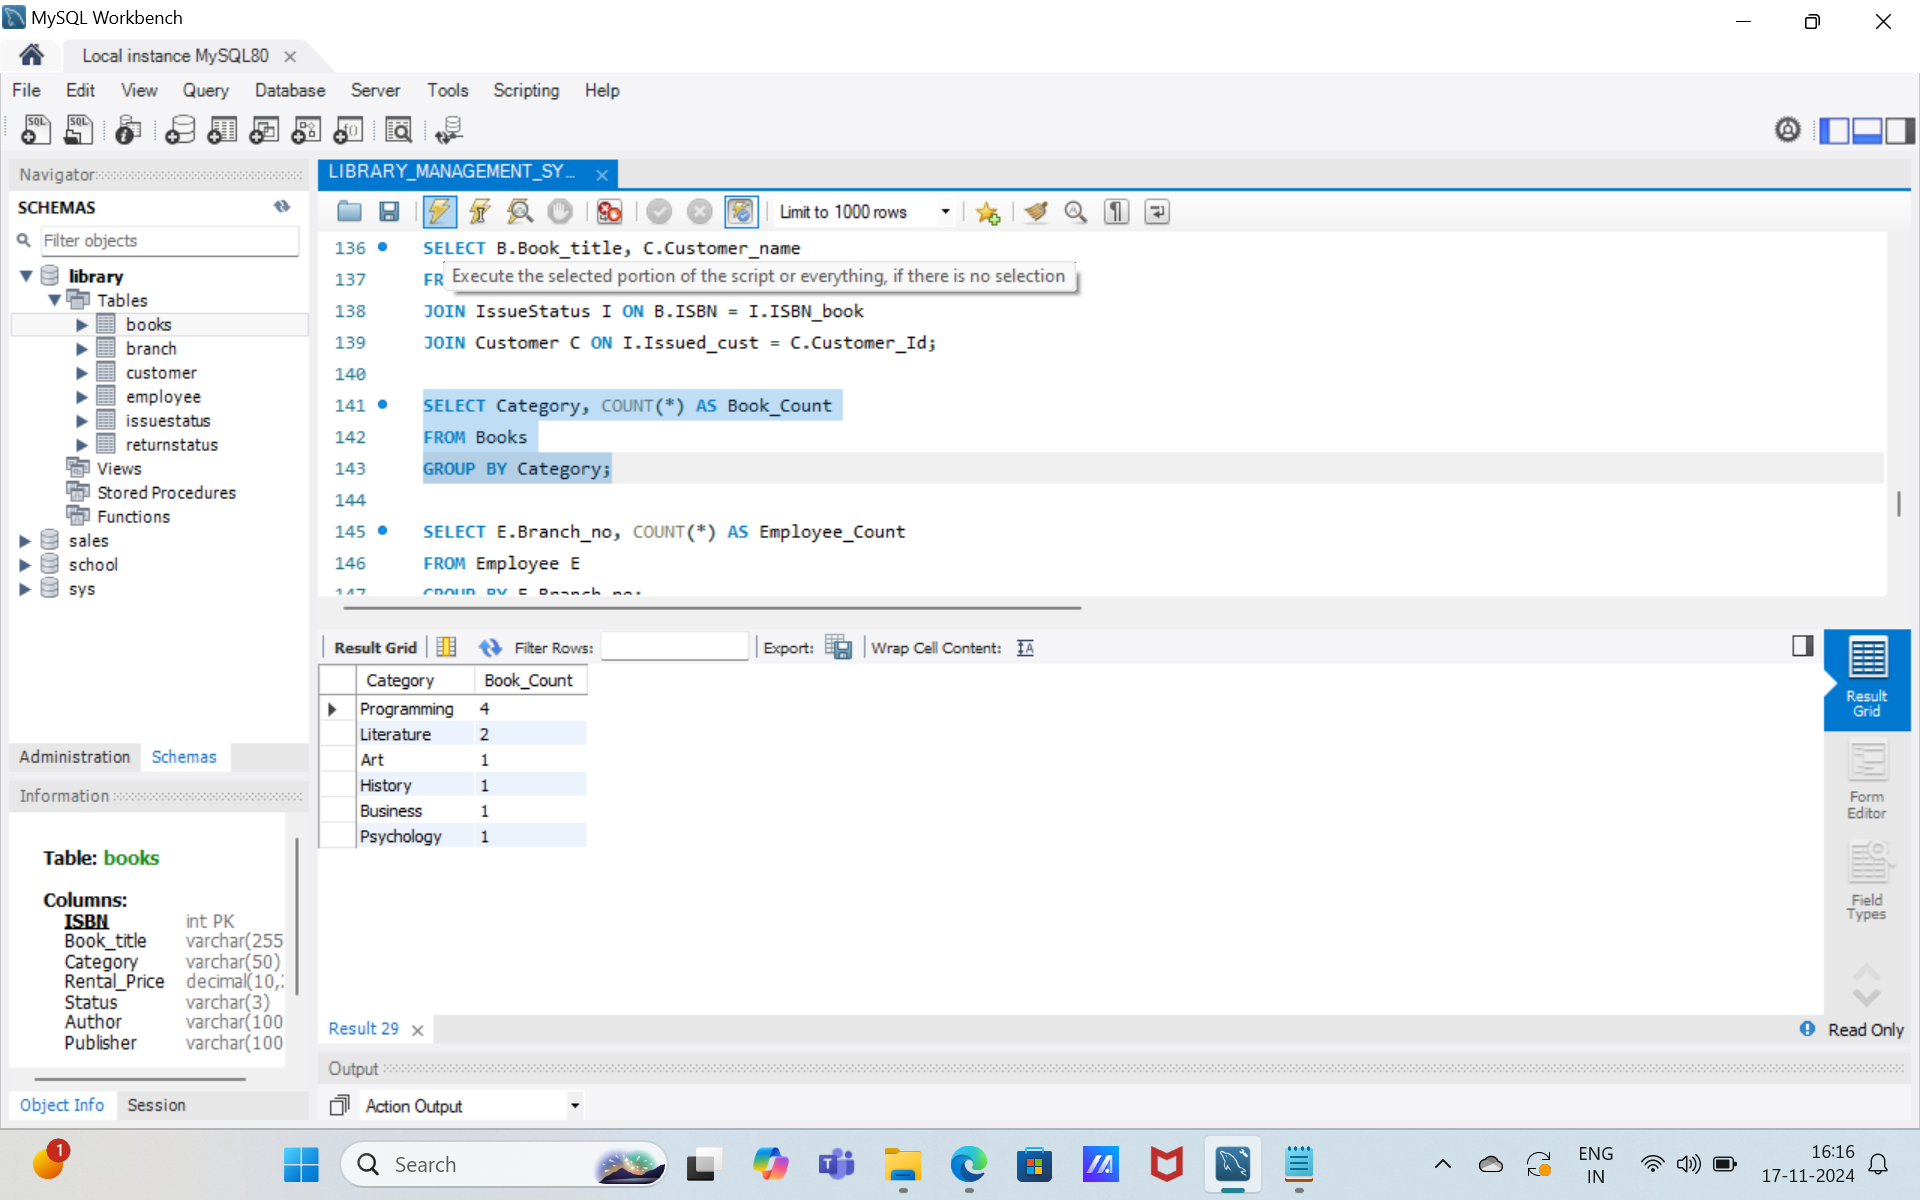 MySQL Workbench
Local instance MySQL80
File Edit View Query Database Server Tools Scripting Help
Navigator
SCHEMAS
Filter objects
library
Tables
books
branch
customer
employee
issuestatus
returnstatus
Views
Stored Procedures
Functions
sales
school
sys
Administration Schemas
Information
Table: books
Columns:
ISBN int PK
Book_title varchar(255
Category varchar(50)
Rental_Price decimal(10,
Status varchar(3)
Author varchar(100
Publisher varchar(100
Object Info Session
LIBRARY_MANAGEMENT_SY...
Limit to 1000 rows
136 SELECT B.Book_title, C.Customer_name
137 FR
Execute the selected portion of the script or everything, if there is no selection
138 JOIN IssueStatus I ON B.ISBN = I.ISBN_book
139 JOIN Customer C ON I.Issued_cust = C.Customer_Id;
140
141 SELECT Category, COUNT(*) AS Book_Count
142 FROM Books
143 GROUP BY Category;
144
145 SELECT E.Branch_no, COUNT(*) AS Employee_Count
146 FROM Employee E
147 GROUP BY E.Branch_no;
Result Grid Filter Rows: Export: Wrap Cell Content:
Category Book_Count
Programming 4
Literature 2
Art 1
History 1
Business 1
Psychology 1
Result
Grid
Form
Editor
Field
Types
Result 29
Read Only
Output
Action Output
1
Search
ENG
IN
16:16
17-11-2024